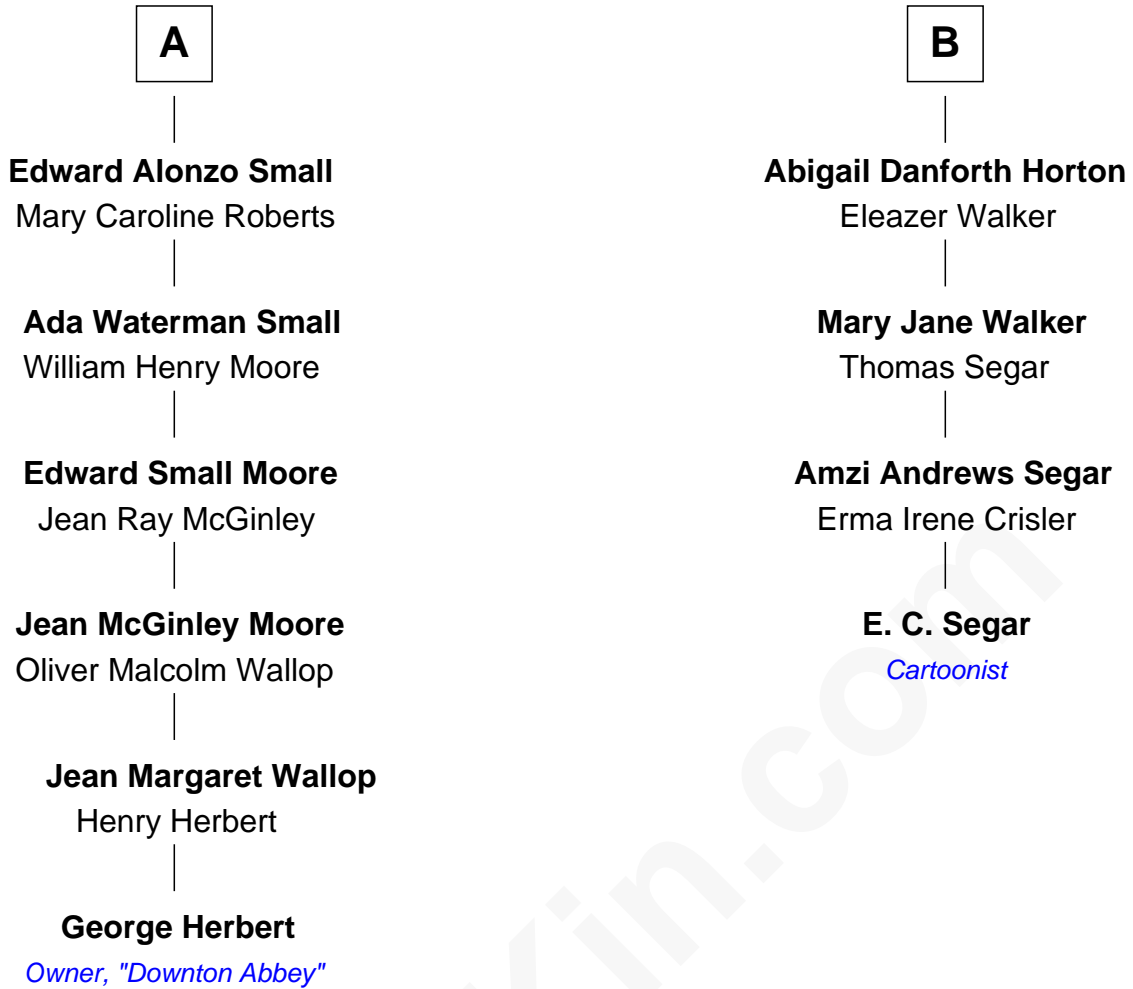 A
Edward Alonzo Small
Mary Caroline Roberts
Ada Waterman Small
William Henry Moore
Edward Small Moore
Jean Ray McGinley
Jean McGinley Moore
Oliver Malcolm Wallop
Jean Margaret Wallop
Henry Herbert
George Herbert
Owner, "Downton Abbey"
B
Abigail Danforth Horton
Eleazer Walker
Mary Jane Walker
Thomas Segar
Amzi Andrews Segar
Erma Irene Crisler
E. C. Segar
Cartoonist
Kin.com